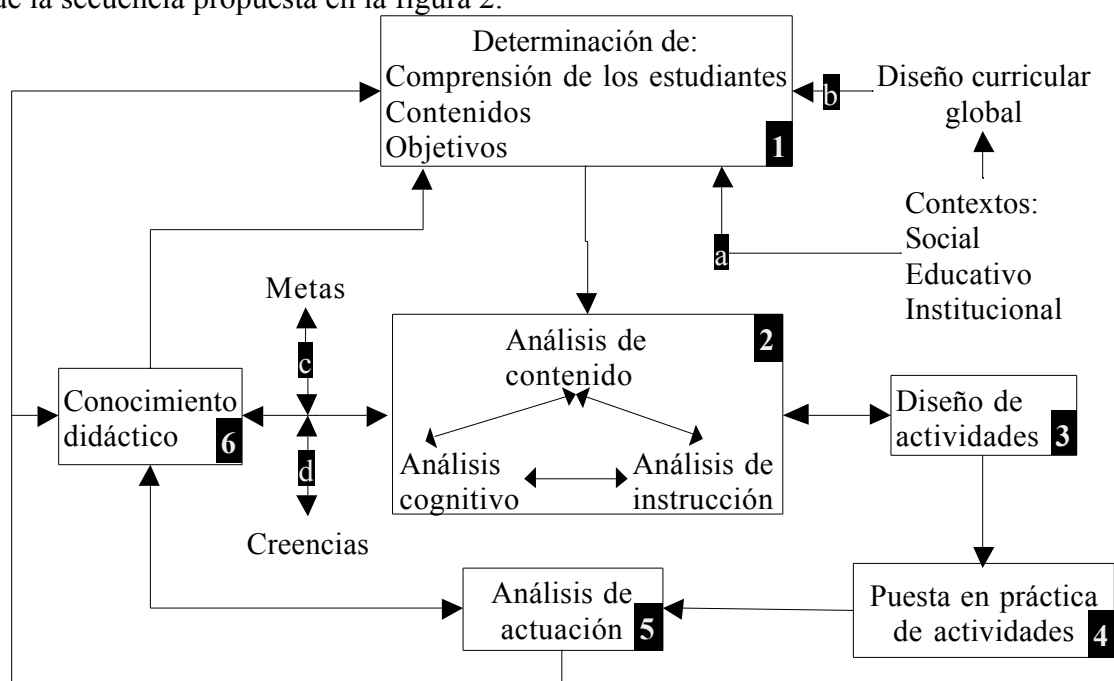 de la secuencia propuesta en la figura 2.
Determinación de:
Comprensión de los estudiantes
Contenidos
Objetivos
1
b
Diseño curricular
global
a
Contextos:
Social
Educativo
Institucional
Metas
c
Análisis de
contenido
2
Análisis
cognitivo
Análisis de
instrucción
Conocimiento
didáctico
6
d
Creencias
Diseño de
actividades
3
Análisis de
actuación
5
Puesta en práctica
de actividades
4